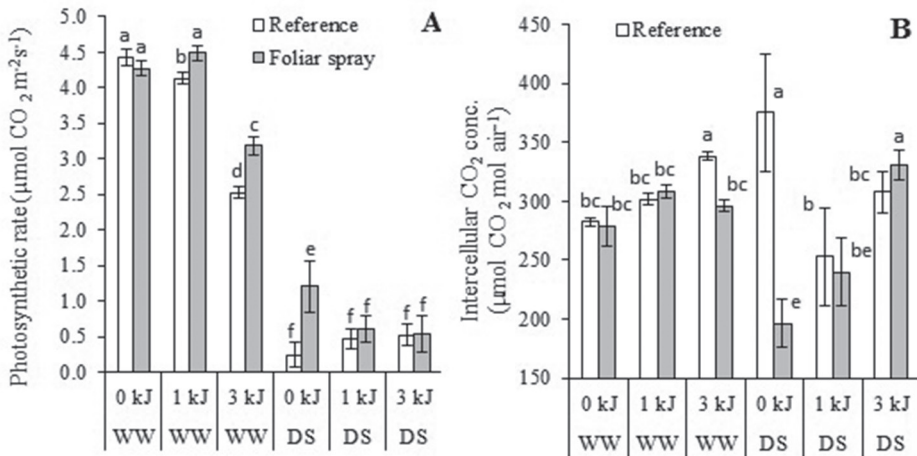 A
Reference
Foliar spray
Photosynthetic rate (μmol CO₂ m⁻²s⁻¹)
5.0
4.5
4.0
3.5
3.0
2.5
2.0
1.5
1.0
0.5
0.0
a a b a d c f e f f f f
0 kJ 1 kJ 3 kJ 0 kJ 1 kJ 3 kJ
WW WW WW DS DS DS
B
Reference
Intercellular CO₂ conc.
(μmol CO₂ mol air⁻¹)
450
400
350
300
250
200
150
bc bc bc bc a bc a e b be bc a
0 kJ 1 kJ 3 kJ 0 kJ 1 kJ 3 kJ
WW WW WW DS DS DS